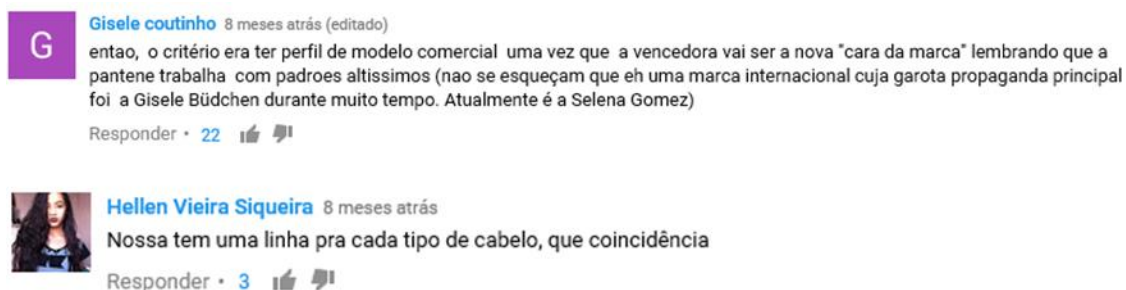 G
Gisele coutinho 8 meses atrás (editado)
entao, o critério era ter perfil de modelo comercial uma vez que a vencedora vai ser a nova "cara da marca" lembrando que a
pantene trabalha com padroes altissimos (nao se esqueçam que eh uma marca internacional cuja garota propaganda principal
foi a Gisele Büdchen durante muito tempo. Atualmente é a Selena Gomez)
Responder • 22
Hellen Vieira Siqueira 8 meses atrás
Nossa tem uma linha pra cada tipo de cabelo, que coincidência
Responder • 3